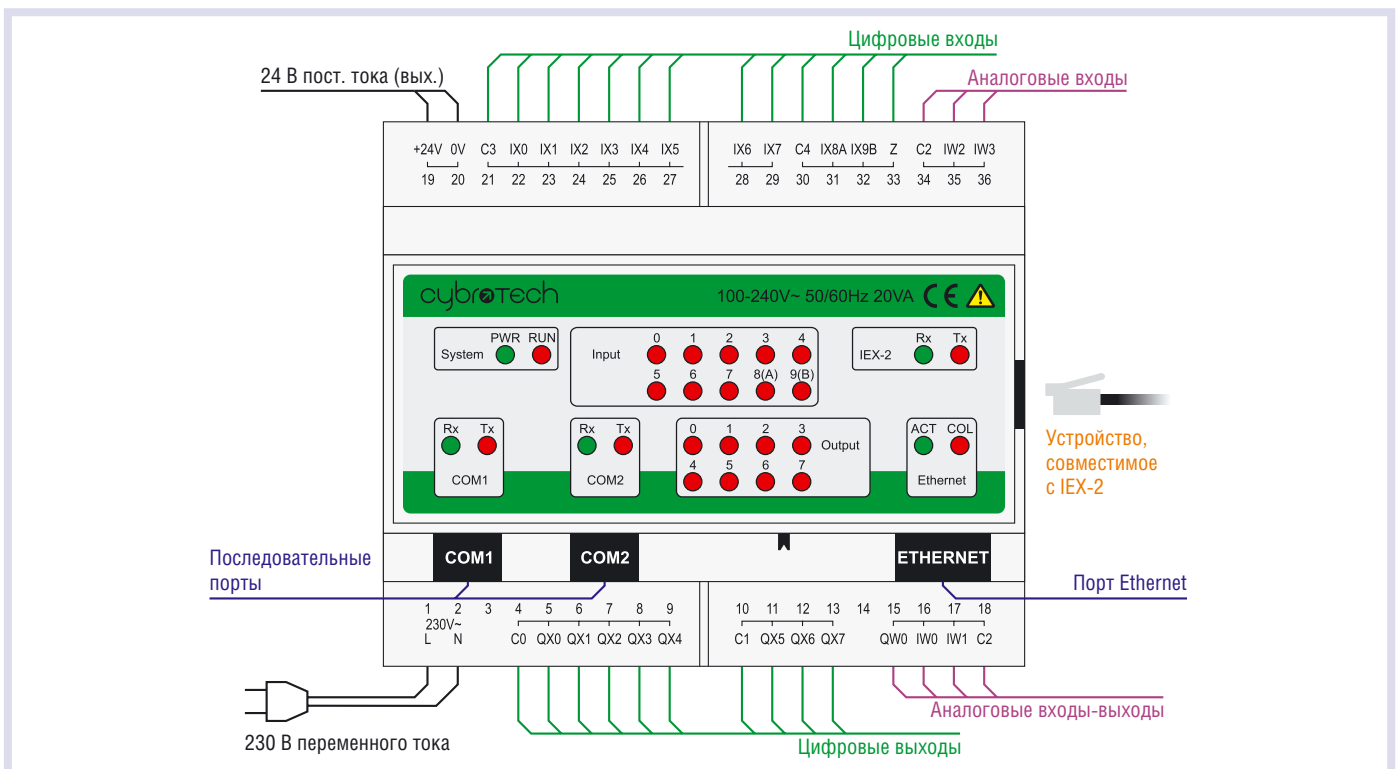 Цифровые входы
24 В пост. тока (вых.)
Аналоговые входы
+24V 0V C3 IX0 IX1 IX2 IX3 IX4 IX5
19 20 21 22 23 24 25 26 27
IX6 IX7 C4 IX8A IX9B Z C2 IW2 IW3
28 29 30 31 32 33 34 35 36
cybrotech
100-240V~ 50/60Hz 20VA CE
System PWR RUN
Input 0 1 2 3 4
5 6 7 8(A) 9(B)
IEX-2 Rx Tx
Rx Tx
COM1
Rx Tx
COM2
0 1 2 3
Output
4 5 6 7
ACT COL
Ethernet
Устройство,
совместимое
с IEX-2
COM1
COM2
ETHERNET
Последовательные
порты
Порт Ethernet
1 2 3 4 5 6 7 8 9
230V~
L N C0 QX0 QX1 QX2 QX3 QX4
10 11 12 13 14 15 16 17 18
C1 QX5 QX6 QX7 QW0 IW0 IW1 C2
Аналоговые входы-выходы
230 В переменного тока
Цифровые выходы